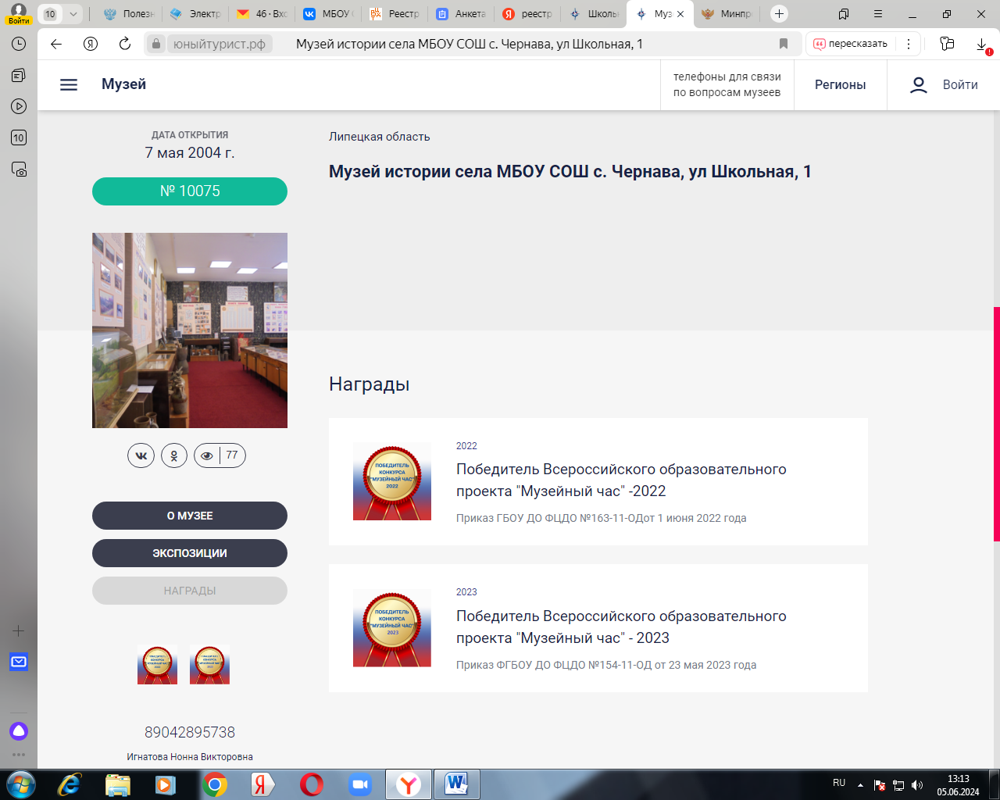 Войти
10
Полезн
Электр
46 · Вхо
МБОУ
Реестр
Анкета
реестр
Школьн
Муз
Минпр
юныйтурист.рф
Музей истории села МБОУ СОШ с. Чернава, ул Школьная, 1
пересказать
10
Музей
телефоны для связи
по вопросам музеев
Регионы
Войти
ДАТА ОТКРЫТИЯ
7 мая 2004 г.
№ 10075
77
О МУЗЕЕ
ЭКСПОЗИЦИИ
НАГРАДЫ
89042895738
Игнатова Нонна Викторовна
Липецкая область
Музей истории села МБОУ СОШ с. Чернава, ул Школьная, 1
Награды
ПОБЕДИТЕЛЬ
КОНКУРСА
"МУЗЕЙНЫЙ ЧАС"
2022
2022
Победитель Всероссийского образовательного
проекта "Музейный час" -2022
Приказ ГБОУ ДО ФЦДО №163-11-ОДот 1 июня 2022 года
ПОБЕДИТЕЛЬ
КОНКУРСА
"МУЗЕЙНЫЙ ЧАС"
2023
2023
Победитель Всероссийского образовательного
проекта "Музейный час" - 2023
Приказ ФГБОУ ДО ФЦДО №154-11-ОД от 23 мая 2023 года
RU
13:13
05.06.2024